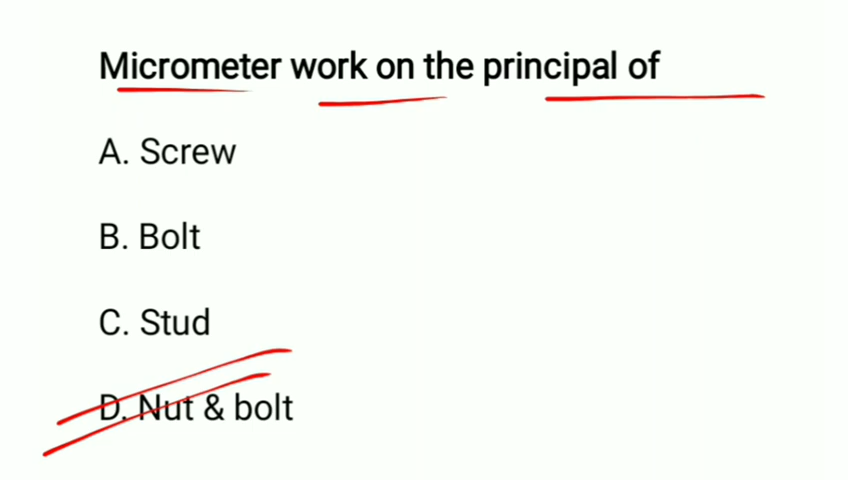 Micrometer work on the principal of
A. Screw
B. Bolt
C. Stud
D. Nut & bolt